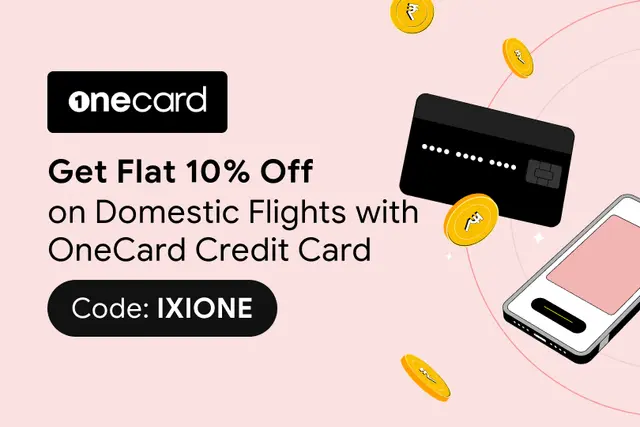 onecard
Get Flat 10% Off
on Domestic Flights with
OneCard Credit Card
Code: IXIONE